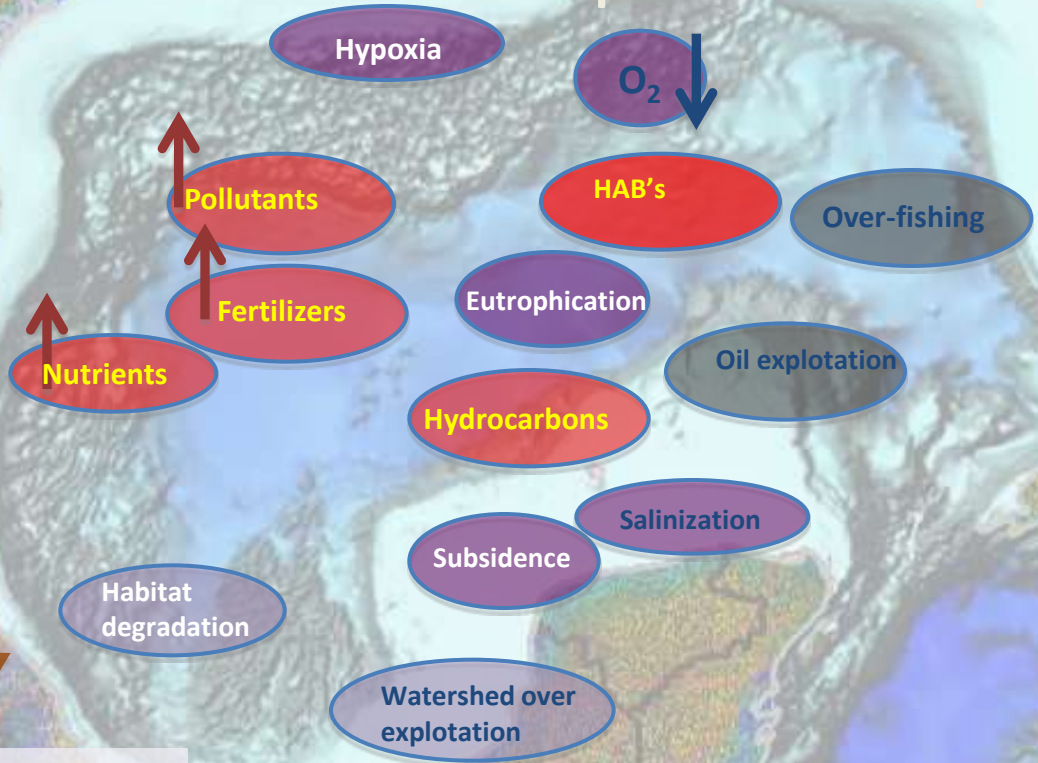 Hypoxia
O₂
Pollutants
HAB's
Over-fishing
Fertilizers
Eutrophication
Nutrients
Oil explotation
Hydrocarbons
Salinization
Subsidence
Habitat
degradation
Watershed over
explotation